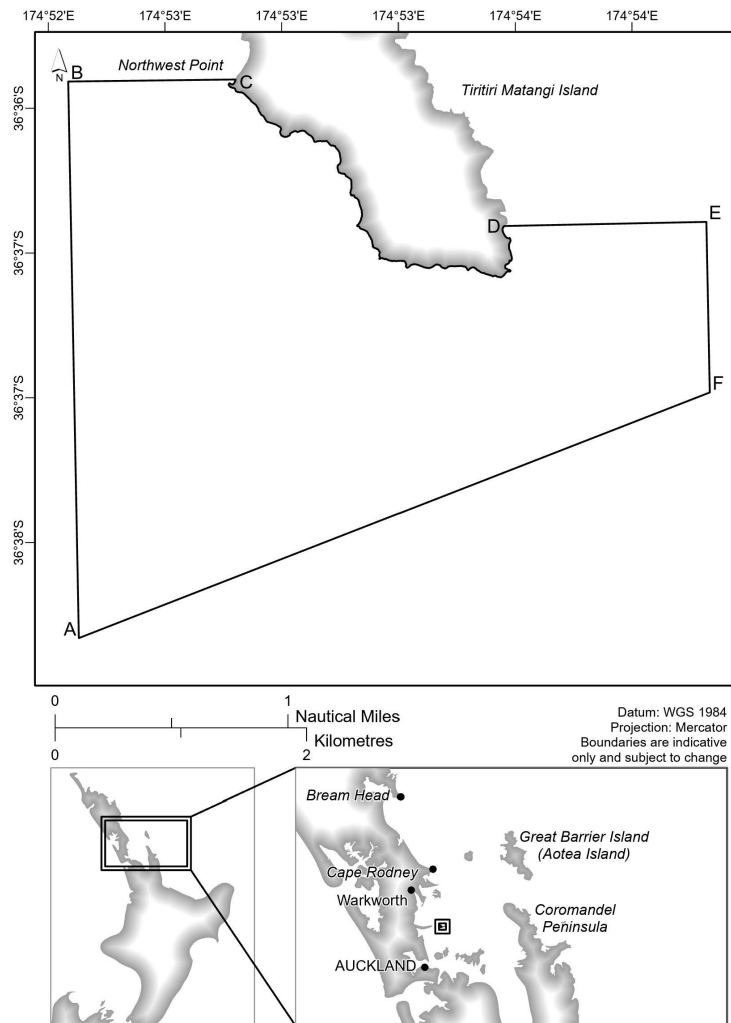 174°52'E 174°53'E 174°53'E 174°53'E 174°54'E 174°54'E
N
B
Northwest Point
C
Tiritiri Matangi Island
36°36'S
D
E
36°37'S
F
36°37'S
36°38'S
A
0 1
Nautical Miles
Kilometres
0 2
Datum: WGS 1984
Projection: Mercator
Boundaries are indicative
only and subject to change
Bream Head
Great Barrier Island
(Aotea Island)
Cape Rodney
Warkworth
Coromandel
Peninsula
AUCKLAND